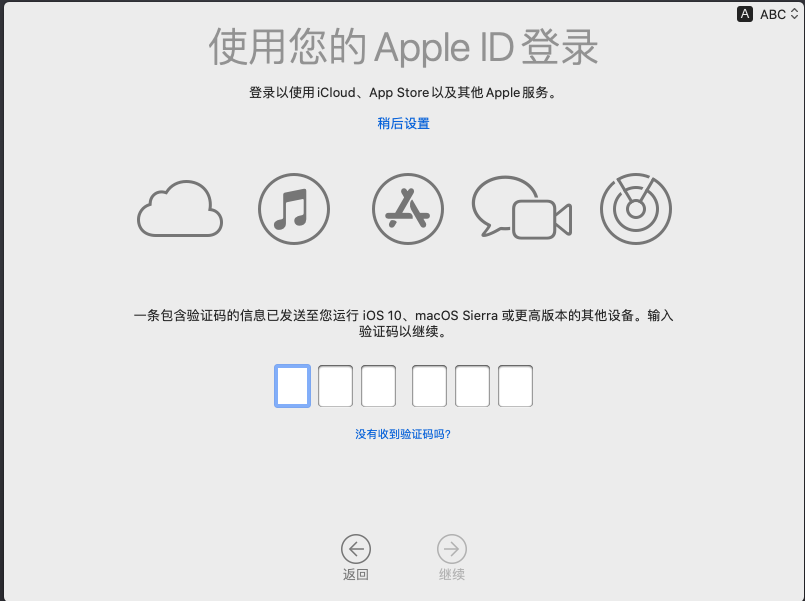 A ABC
使用您的 Apple ID 登录
登录以使用 iCloud、App Store 以及其他 Apple 服务。
稍后设置
一条包含验证码的信息已发送至您运行 iOS 10、macOS Sierra 或更高版本的其他设备。输入
验证码以继续。
没有收到验证码吗?
返回 继续